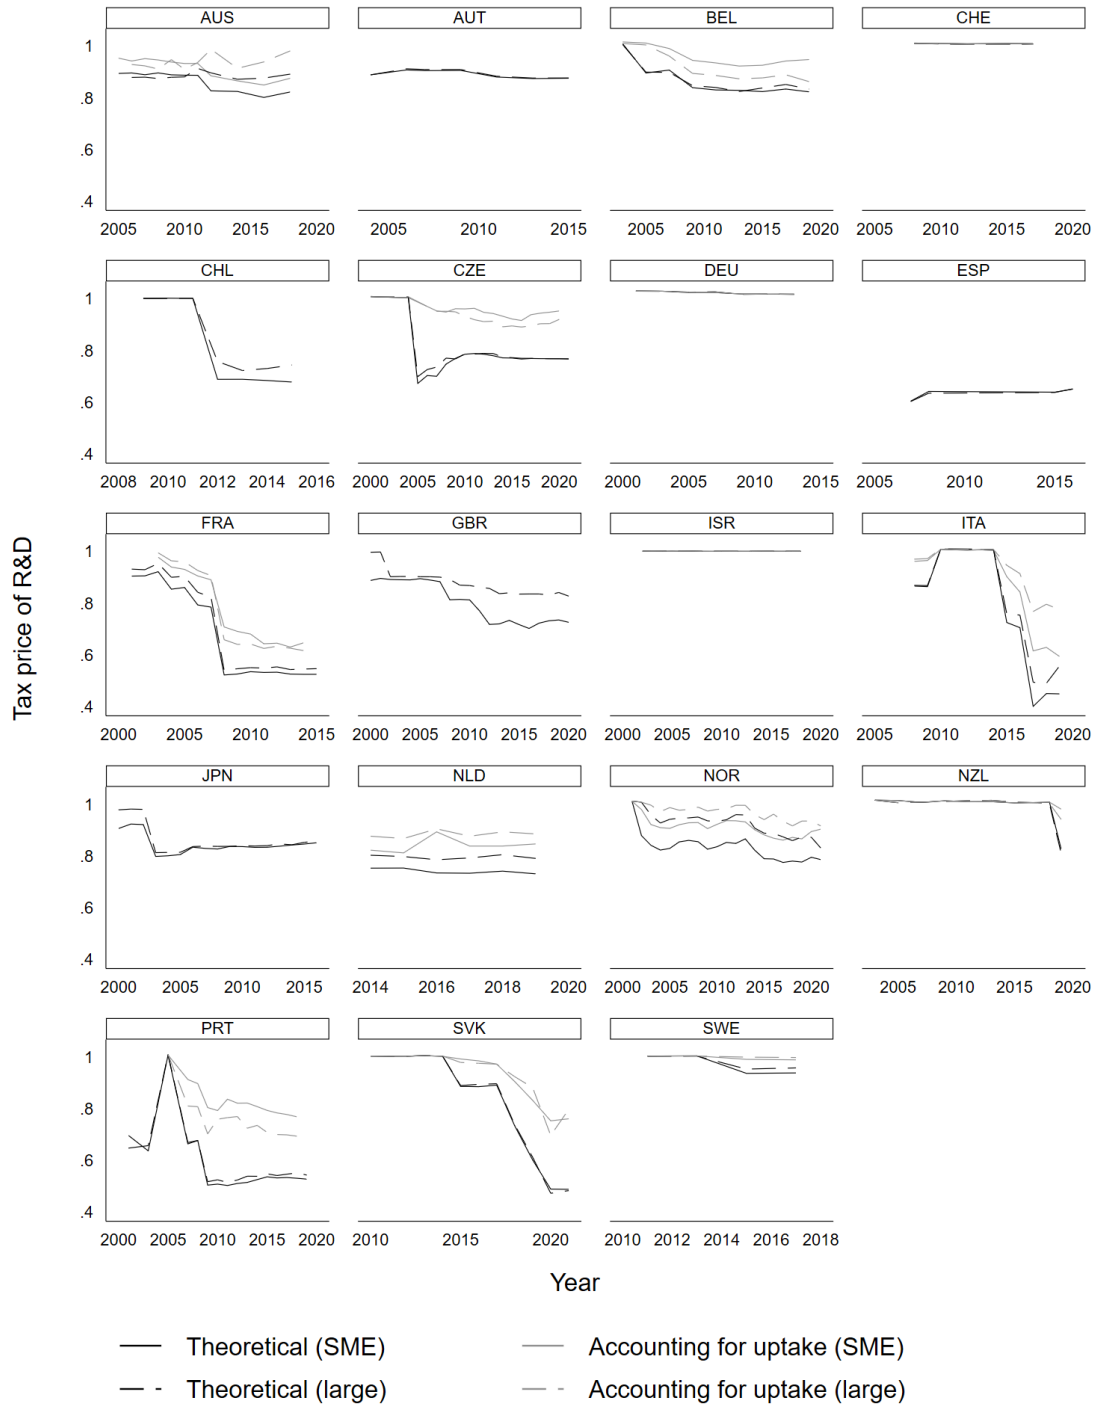 AUS AUT BEL CHE
1
.8
.6
.4
2005 2010 2015 2020 2005 2010 2015 2005 2010 2015 2020 2005 2010 2015 2020
CHL CZE DEU ESP
1
.8
.6
.4
2008 2010 2012 2014 2016 2000 2005 2010 2015 2020 2000 2005 2010 2015 2005 2010 2015
FRA GBR ISR ITA
1
.8
.6
.4
2000 2005 2010 2015 2000 2005 2010 2015 2020 2000 2005 2010 2015 2020 2005 2010 2015 2020
Tax price of R&D
JPN NLD NOR NZL
1
.8
.6
.4
2000 2005 2010 2015 2014 2016 2018 2020 2000 2005 2010 2015 2020 2005 2010 2015 2020
PRT SVK SWE
1
.8
.6
.4
2000 2005 2010 2015 2020 2010 2015 2020 2010 2012 2014 2016 2018
Year
Theoretical (SME) Accounting for uptake (SME)
Theoretical (large) Accounting for uptake (large)